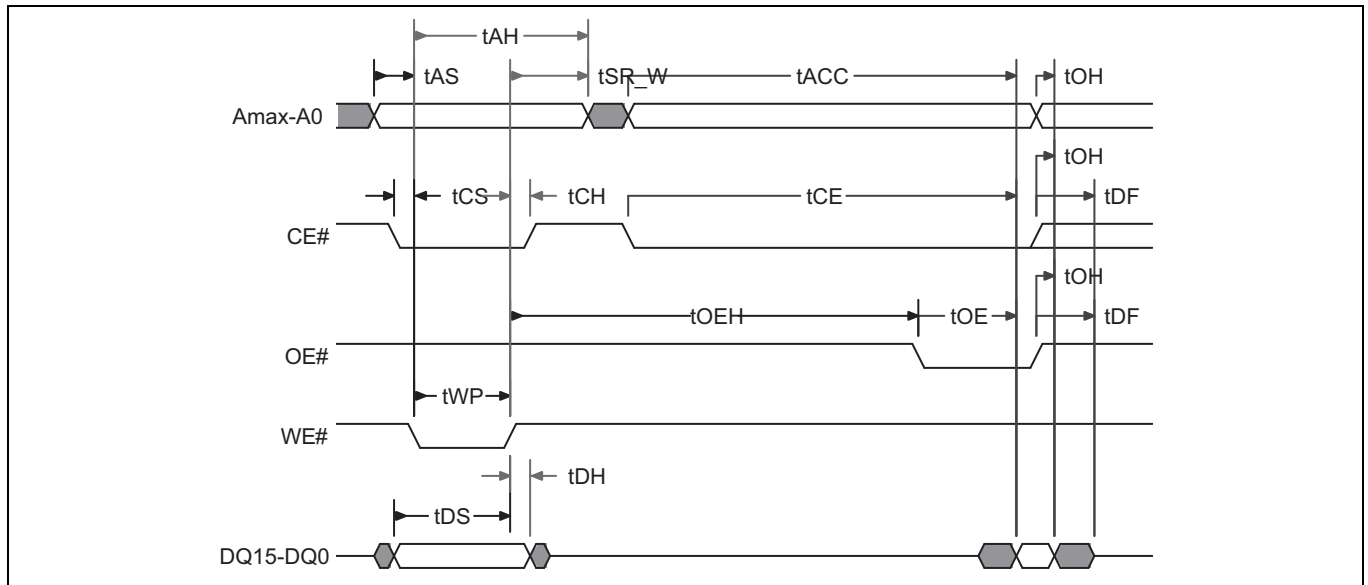 tAH
tAS
tSR_W
tACC
tOH
Amax-A0
tOH
tCS
tCH
tCE
tDF
CE#
tOH
tOEH
tOE
tDF
OE#
tWP
WE#
tDH
tDS
DQ15-DQ0